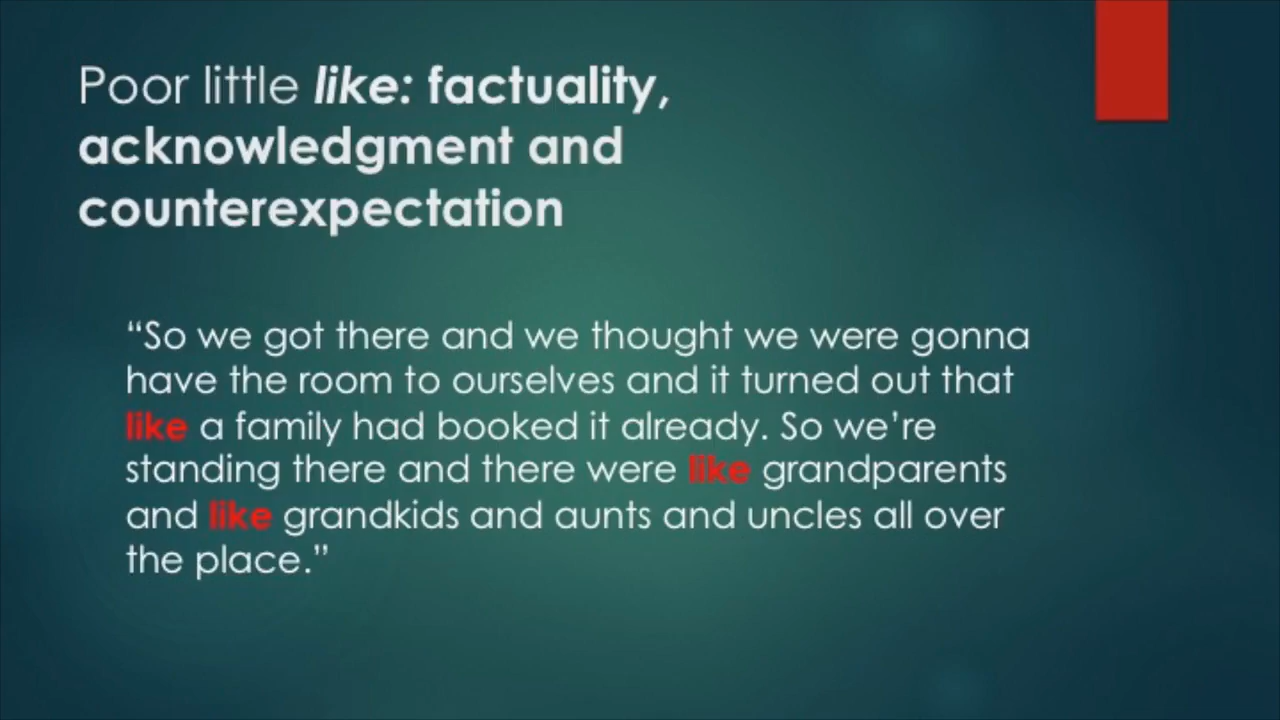 Poor little like: factuality,
acknowledgment and
counterexpectation
“So we got there and we thought we were gonna
have the room to ourselves and it turned out that
like a family had booked it already. So we’re
standing there and there were like grandparents
and like grandkids and aunts and uncles all over
the place.”